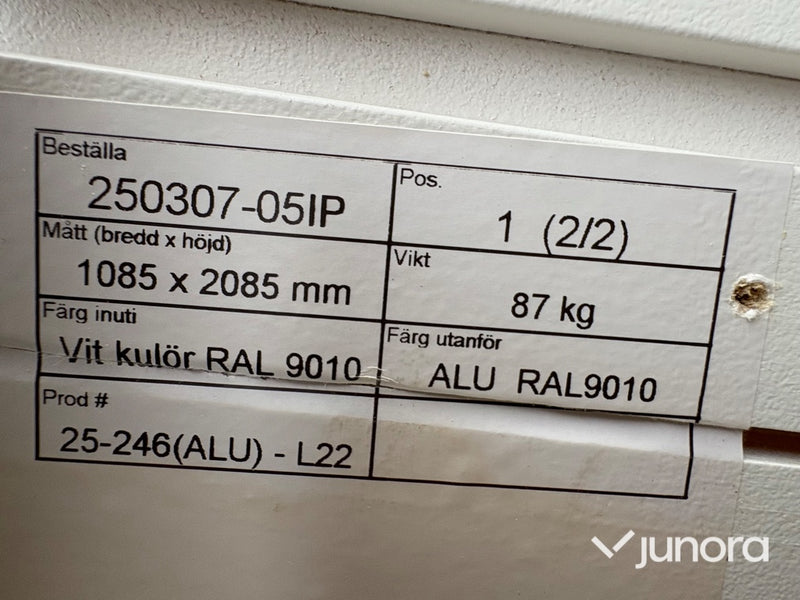 Beställa
250307-05IP
Pos.
1 (2/2)
Mått (bredd x höjd)
1085 x 2085 mm
Vikt
87 kg
Färg inuti
Vit kulör RAL 9010
Färg utanför
ALU RAL9010
Prod #
25-246(ALU) - L22
junora